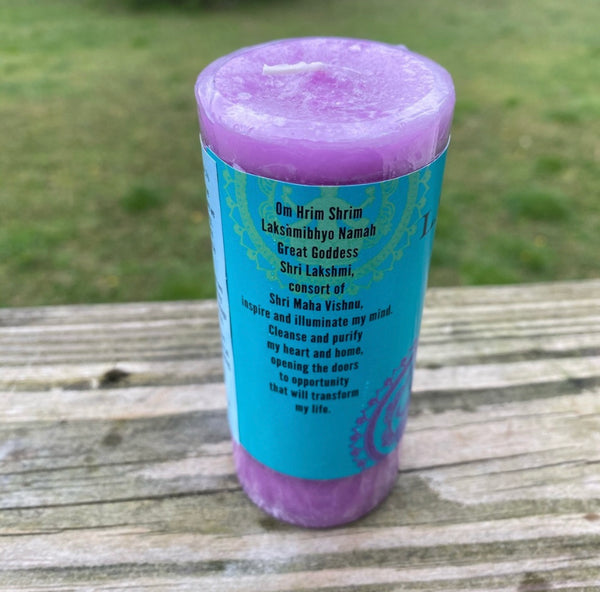 Om Hrim Shrim
Lakshmibhyo Namah
Great Goddess
Shri Lakshmi,
consort of
Shri Maha Vishnu,
inspire and illuminate my mind.
Cleanse and purify
my heart and home,
opening the doors
to opportunity
that will transform
my life.